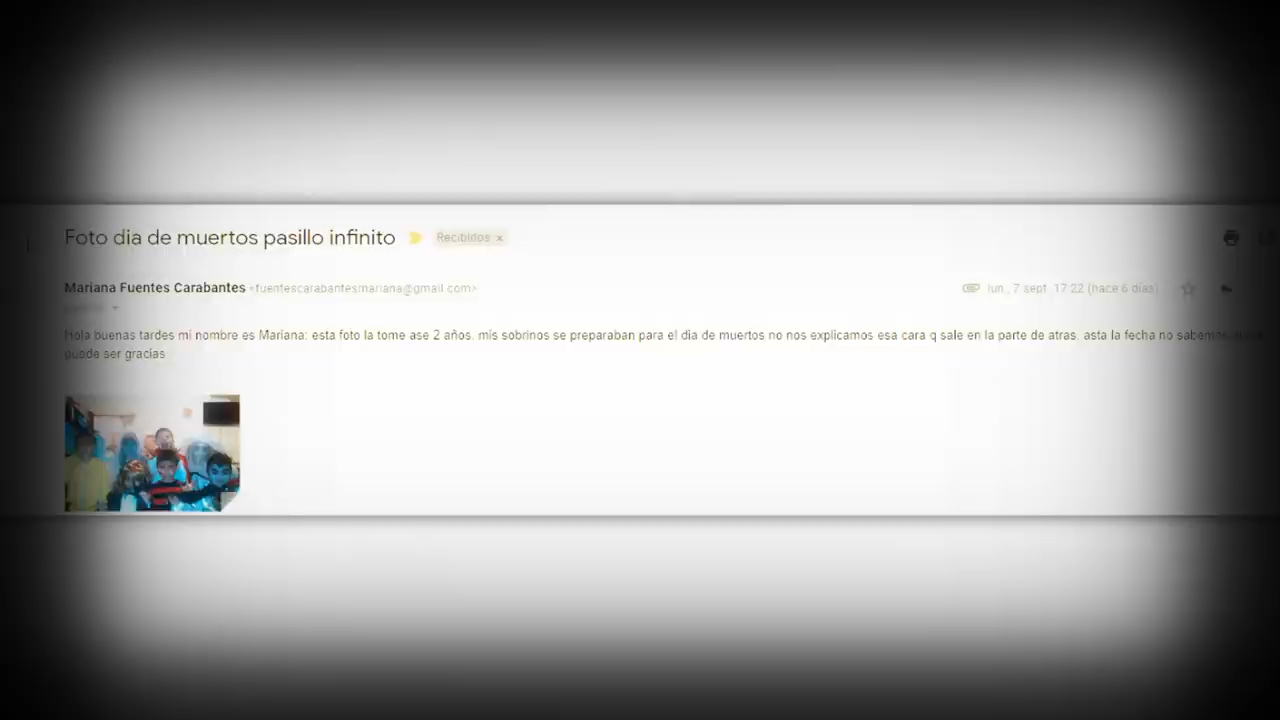 Foto dia de muertos pasillo infinito Recibidos x
Mariana Fuentes Carabantes <fuentescarabantesmariana@gmail.com> lun., 7 sept. 17:22 (hace 6 días)
Hola buenas tardes mi nombre es Mariana: esta foto la tome ase 2 años. mis sobrinos se preparaban para el dia de muertos no nos explicamos esa cara q sale en la parte de atras. asta la fecha no sabemos
puede ser gracias